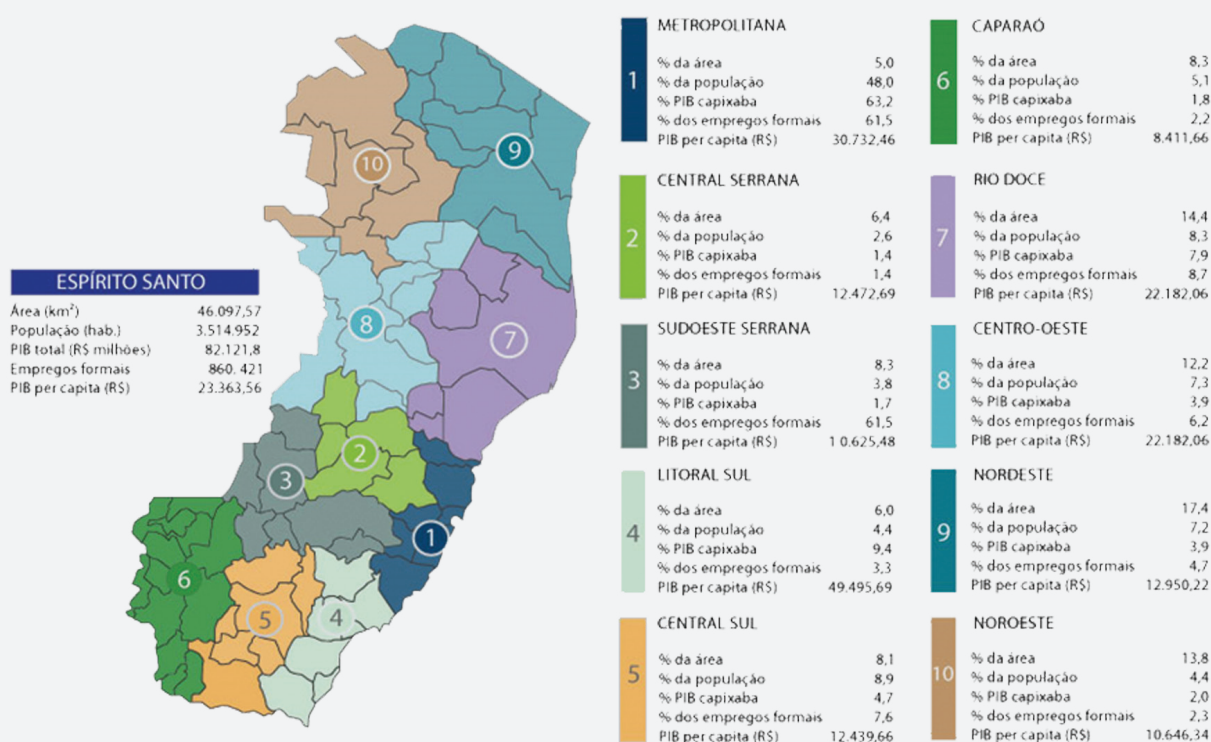 ESPÍRITO SANTO
Área (km²) 46.097,57
População (hab.) 3.514.952
PIB total (R$ milhões) 82.121,8
Empregos formais 860. 421
PIB per capita (R$) 23.363,56
10
9
8
7
2
3
1
6
5
4
1
METROPOLITANA
% da área 5,0
% da população 48,0
% PIB capixaba 63,2
% dos empregos formais 61,5
PIB per capita (R$) 30.732,46
2
CENTRAL SERRANA
% da área 6,4
% da população 2,6
% PIB capixaba 1,4
% dos empregos formais 1,4
PIB per capita (R$) 12.472,69
3
SUDOESTE SERRANA
% da área 8,3
% da população 3,8
% PIB capixaba 1,7
% dos empregos formais 61,5
PIB per capita (R$) 1 0.625,48
4
LITORAL SUL
% da área 6,0
% da população 4,4
% PIB capixaba 9,4
% dos empregos formais 3,3
PIB per capita (R$) 49.495,69
5
CENTRAL SUL
% da área 8,1
% da população 8,9
% PIB capixaba 4,7
% dos empregos formais 7,6
PIB per capita (R$) 12.439,66
6
CAPARAÓ
% da área 8,3
% da população 5,1
% PIB capixaba 1,8
% dos empregos formais 2,2
PIB per capita (R$) 8.411,66
7
RIO DOCE
% da área 14,4
% da população 8,3
% PIB capixaba 7,9
% dos empregos formais 8,7
PIB per capita (R$) 22.182,06
8
CENTRO-OESTE
% da área 12,2
% da população 7,3
% PIB capixaba 3,9
% dos empregos formais 6,2
PIB per capita (R$) 22.182,06
9
NORDESTE
% da área 17,4
% da população 7,2
% PIB capixaba 3,9
% dos empregos formais 4,7
PIB per capita (R$) 12.950,22
10
NOROESTE
% da área 13,8
% da população 4,4
% PIB capixaba 2,0
% dos empregos formais 2,3
PIB per capita (R$) 10.646,34